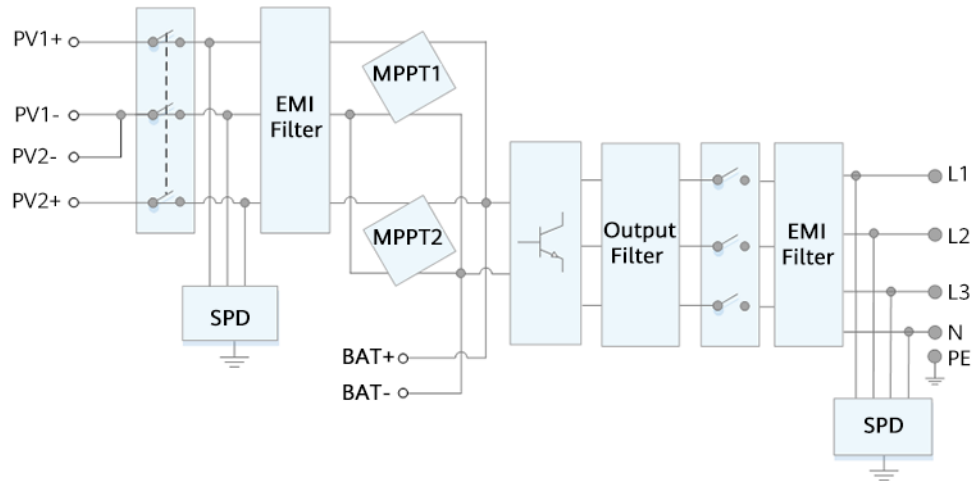 PV1+
PV1-
PV2-
PV2+
EMI
Filter
MPPT1
MPPT2
SPD
BAT+
BAT-
Output
Filter
EMI
Filter
L1
L2
L3
N
PE
SPD